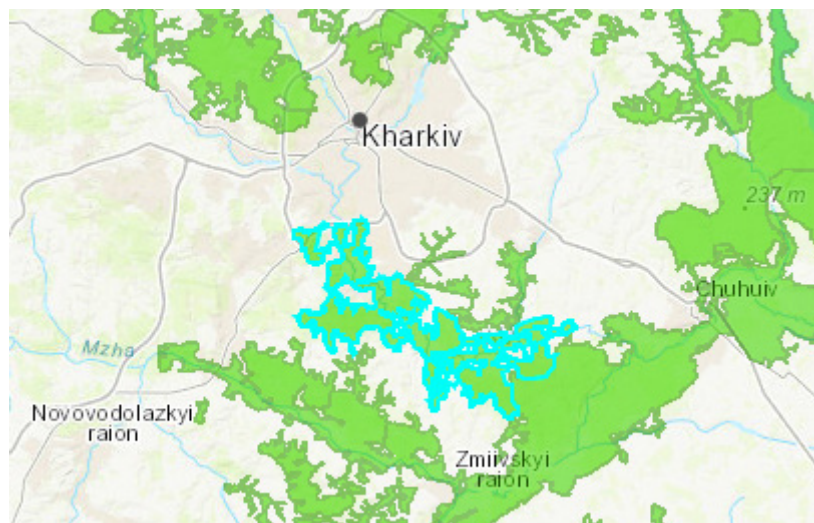 Kharkiv
237 m
Chuhuiv
Mzha
Novovodolazkyi
raion
Zmiivskyi
raion